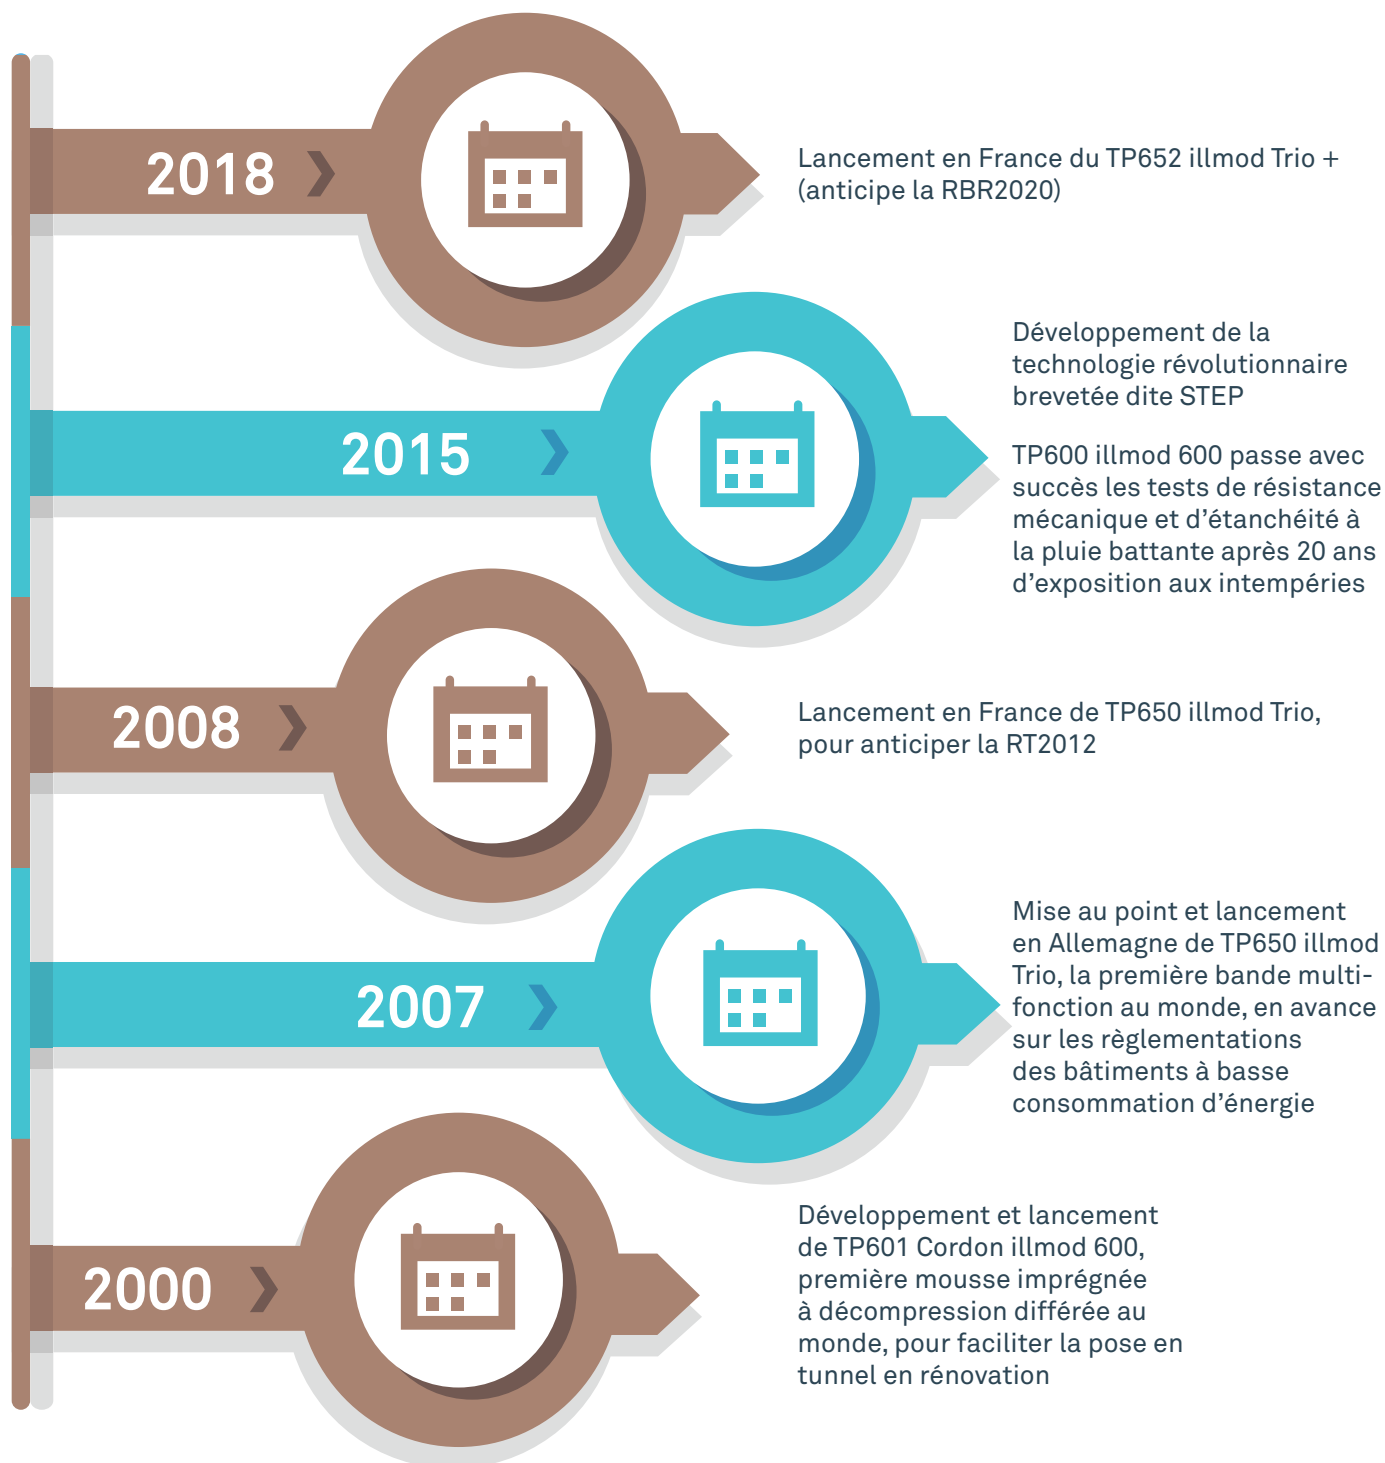 2018
Lancement en France du TP652 illmod Trio +
(anticipe la RBR2020)
2015
Développement de la
technologie révolutionnaire
brevetée dite STEP
TP600 illmod 600 passe avec
succès les tests de résistance
mécanique et d’étanchéité à
la pluie battante après 20 ans
d’exposition aux intempéries
2008
Lancement en France de TP650 illmod Trio,
pour anticiper la RT2012
2007
Mise au point et lancement
en Allemagne de TP650 illmod
Trio, la première bande multi-
fonction au monde, en avance
sur les règlementations
des bâtiments à basse
consommation d’énergie
2000
Développement et lancement
de TP601 Cordon illmod 600,
première mousse imprégnée
à décompression différée au
monde, pour faciliter la pose en
tunnel en rénovation